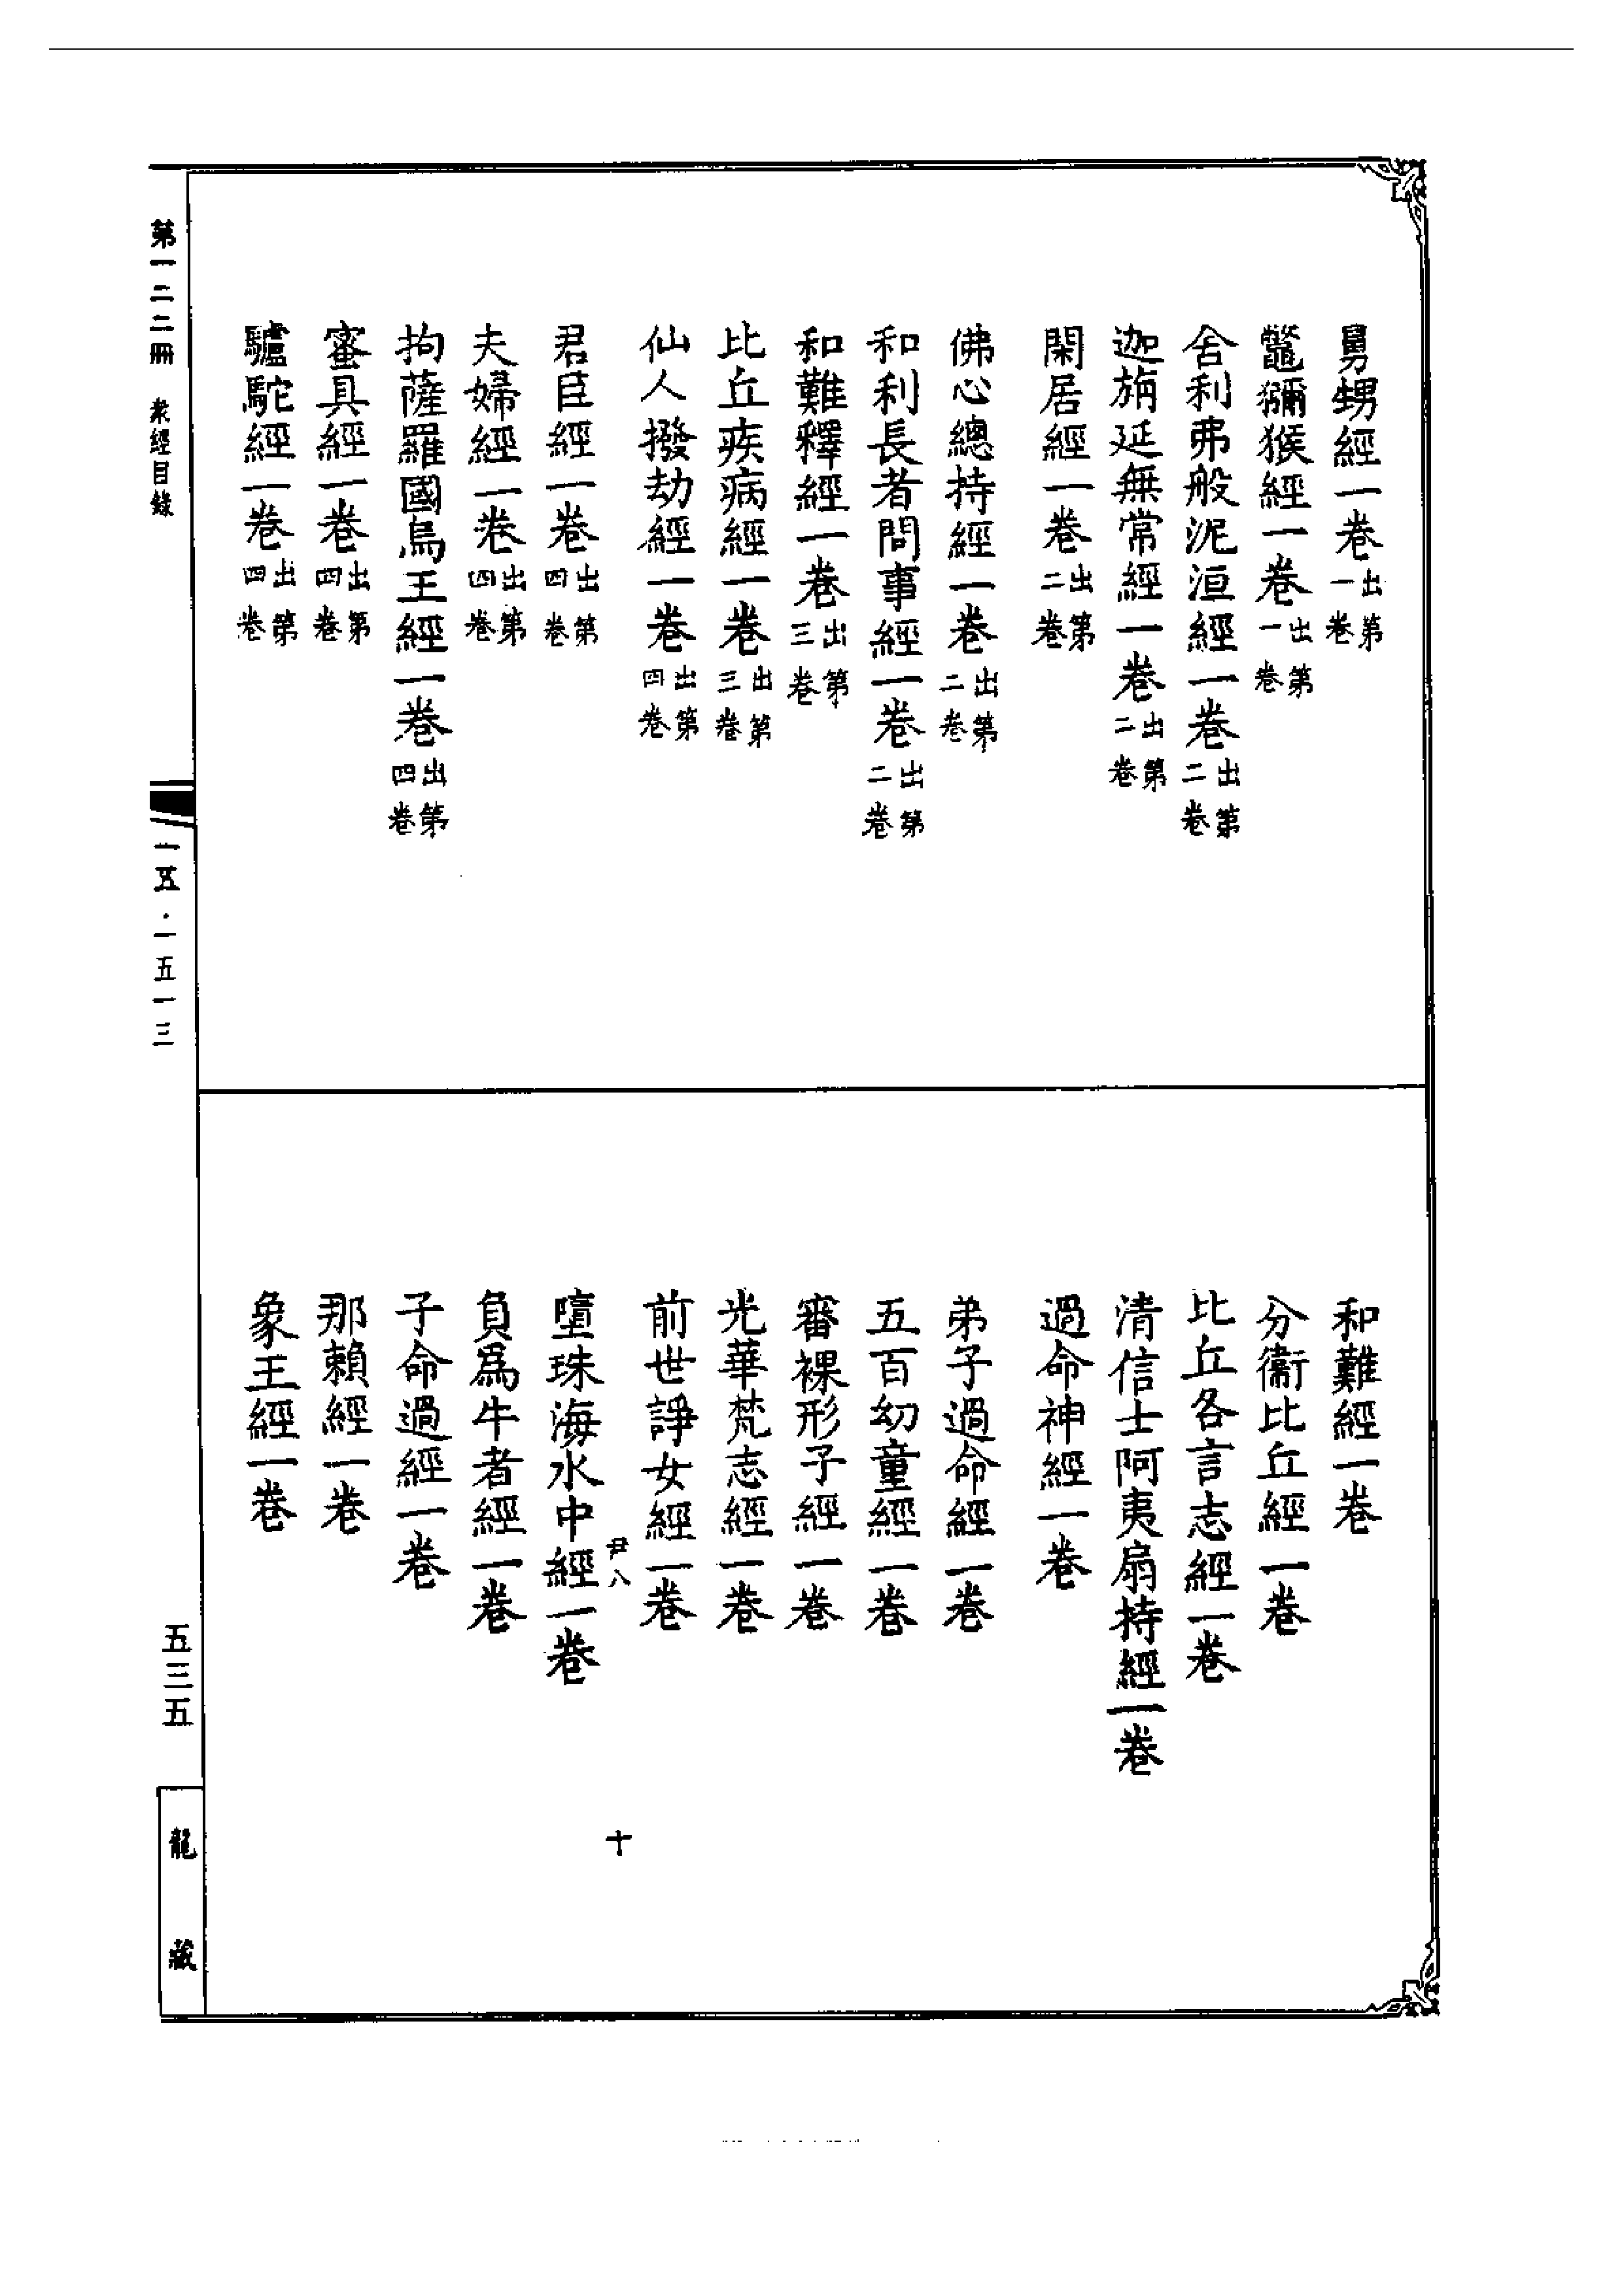 舅甥經一卷出第一卷
鼈獼猴經一卷出第一卷
舍利弗般泥洹經一卷出第二卷
迦旃延無常經一卷出第二卷
閑居經一卷出第二卷
佛心總持經一卷出第二卷
和利長者問事經一卷出第二卷
和難釋經一卷出第三卷
比丘疾病經一卷出第三卷
仙人撥劫經一卷出第四卷
君臣經一卷出第四卷
夫婦經一卷出第四卷
拘薩羅國烏王經一卷出第四卷
蜜具經一卷出第四卷
驢駝經一卷出第四卷
和難經一卷
分衞比丘經一卷
比丘各言志經一卷
清信士阿夷扇持經一卷
過命神經一卷
弟子過命經一卷
五百幼童經一卷
審裸形子經一卷
光華梵志經一卷
前世諍女經一卷
尹八 十
墮珠海水中經一卷
負爲牛者經一卷
子命過經一卷
那賴經一卷
象王經一卷
第一二二冊 衆經目錄 一五·一五一三 五三五 龍藏